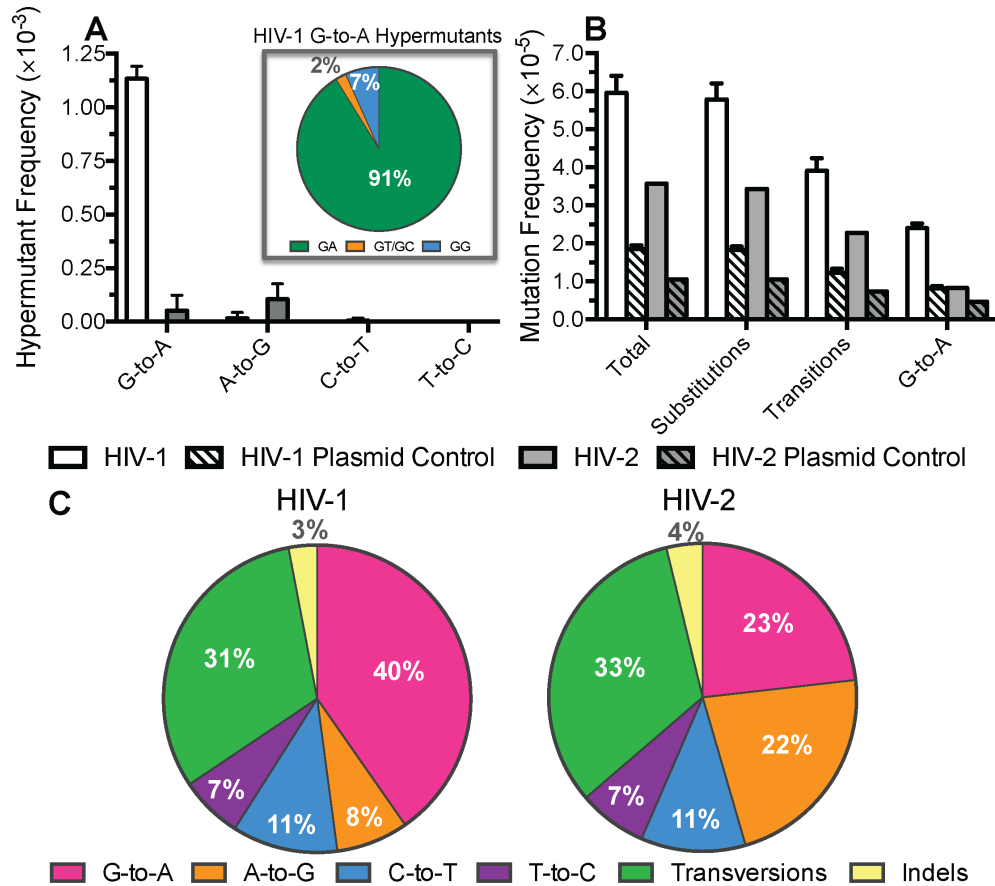 A
HIV-1 G-to-A Hypermutants
2%
7%
91%
GA GT/GC GG
Hypermutant Frequency (×10-3)
1.25
1.00
0.75
0.50
0.25
0.00
G-to-A A-to-G C-to-T T-to-C
B
Mutation Frequency (×10-5)
7.0
6.0
5.0
4.0
3.0
2.0
1.0
0.0
Total Substitutions Transitions G-to-A
HIV-1 HIV-1 Plasmid Control HIV-2 HIV-2 Plasmid Control
C
HIV-1
3%
31%
40%
7%
11%
8%
HIV-2
4%
23%
33%
22%
7%
11%
G-to-A A-to-G C-to-T T-to-C Transversions Indels